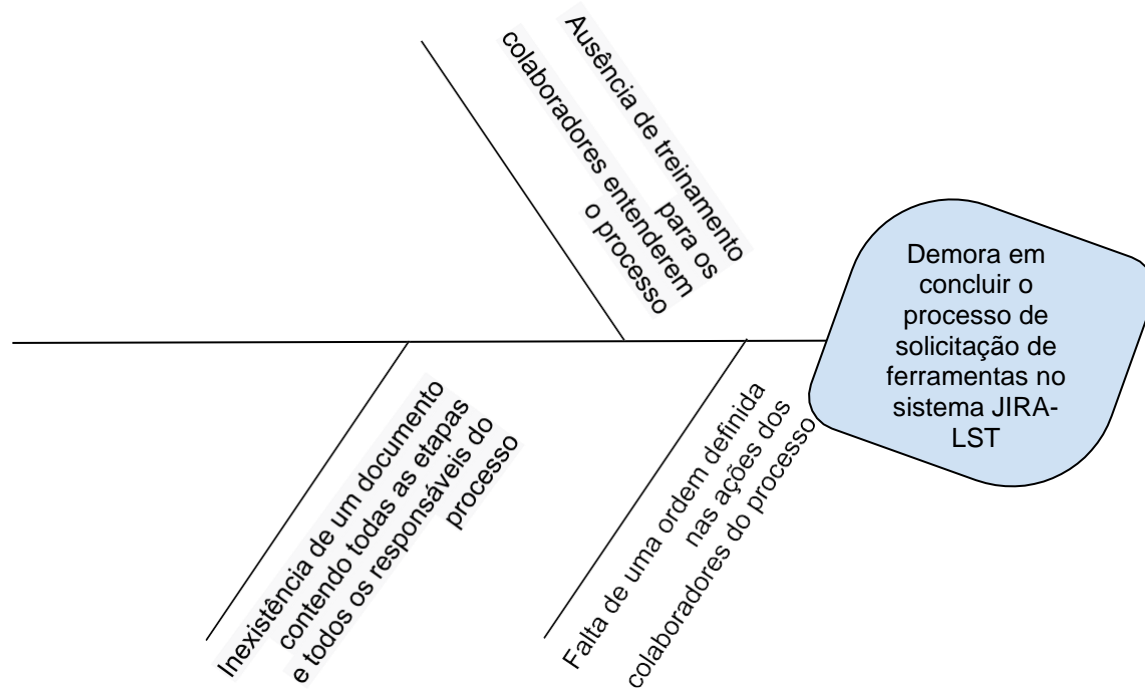 Ausência de treinamento
para os
colaboradores entenderem
o processo
Demora em
concluir o
processo de
solicitação de
ferramentas no
sistema JIRA-
LST
Inexistência de um documento
contendo todas as etapas
e todos os responsáveis do
processo
Falta de uma ordem definida
nas ações dos
colaboradores do processo